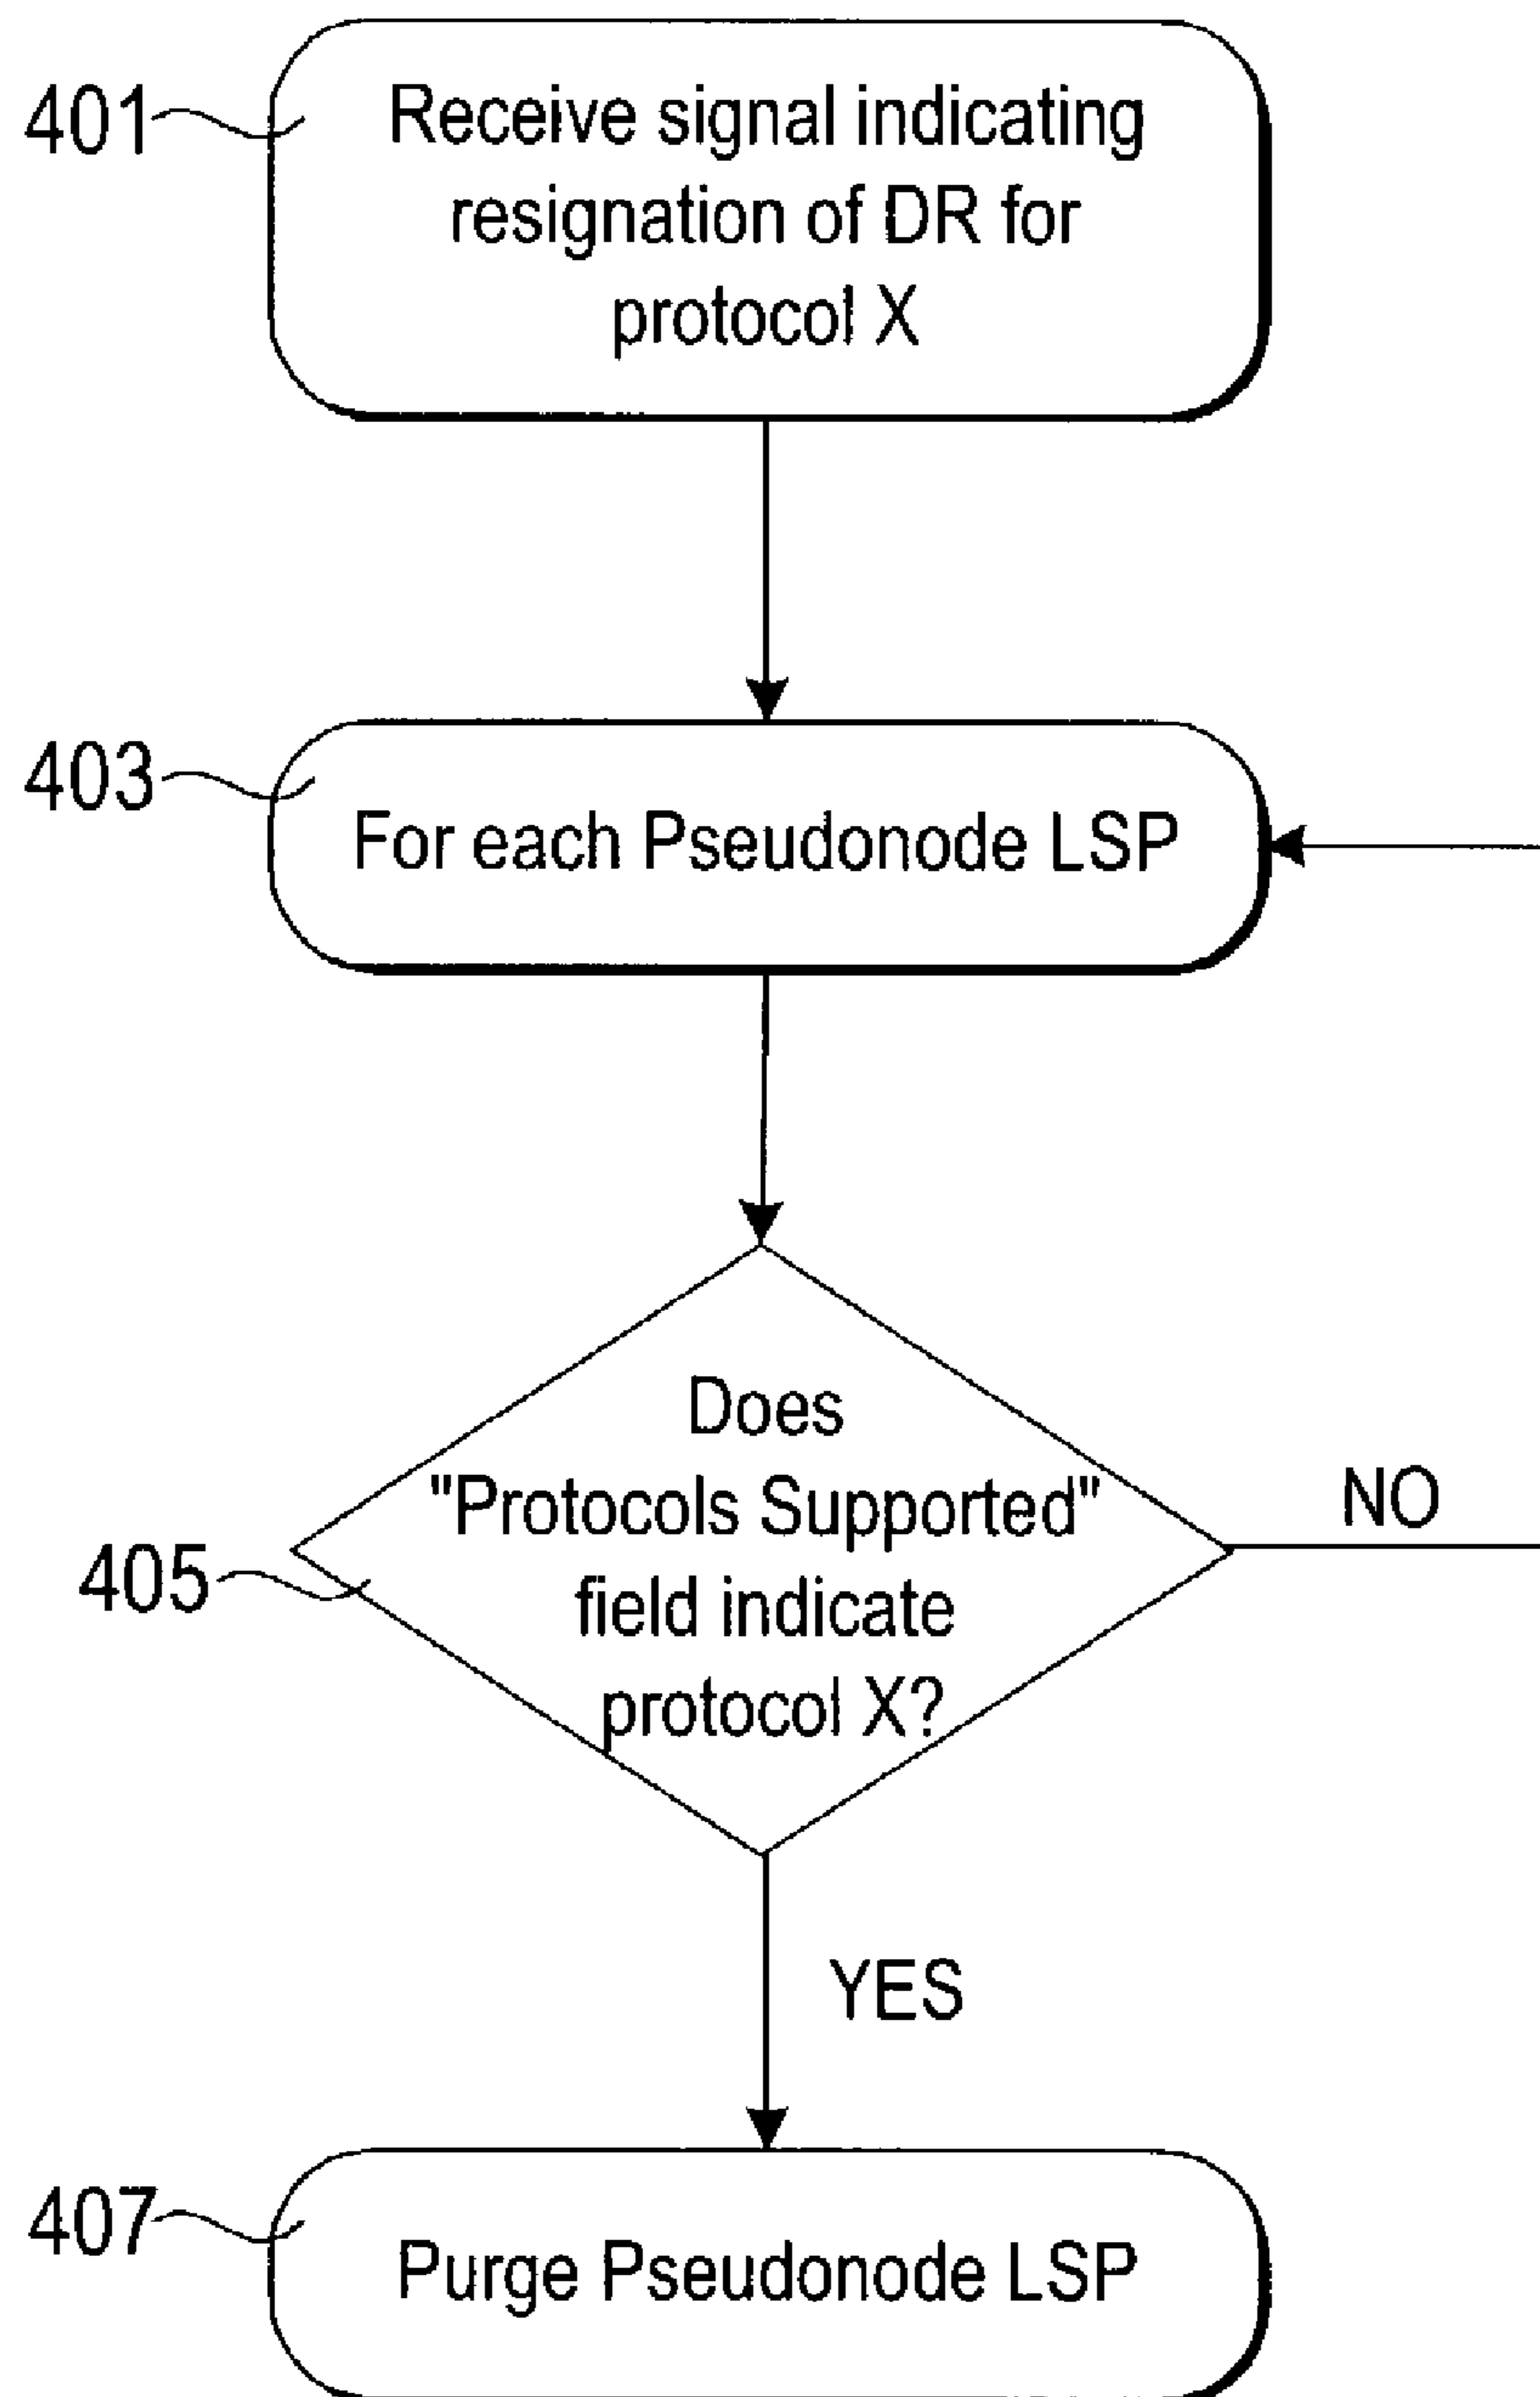 401
Receive signal indicating
resignation of DR for
protocol X
403
For each Pseudonode LSP
Does
"Protocols Supported"
field indicate
protocol X?
405
NO
YES
407
Purge Pseudonode LSP